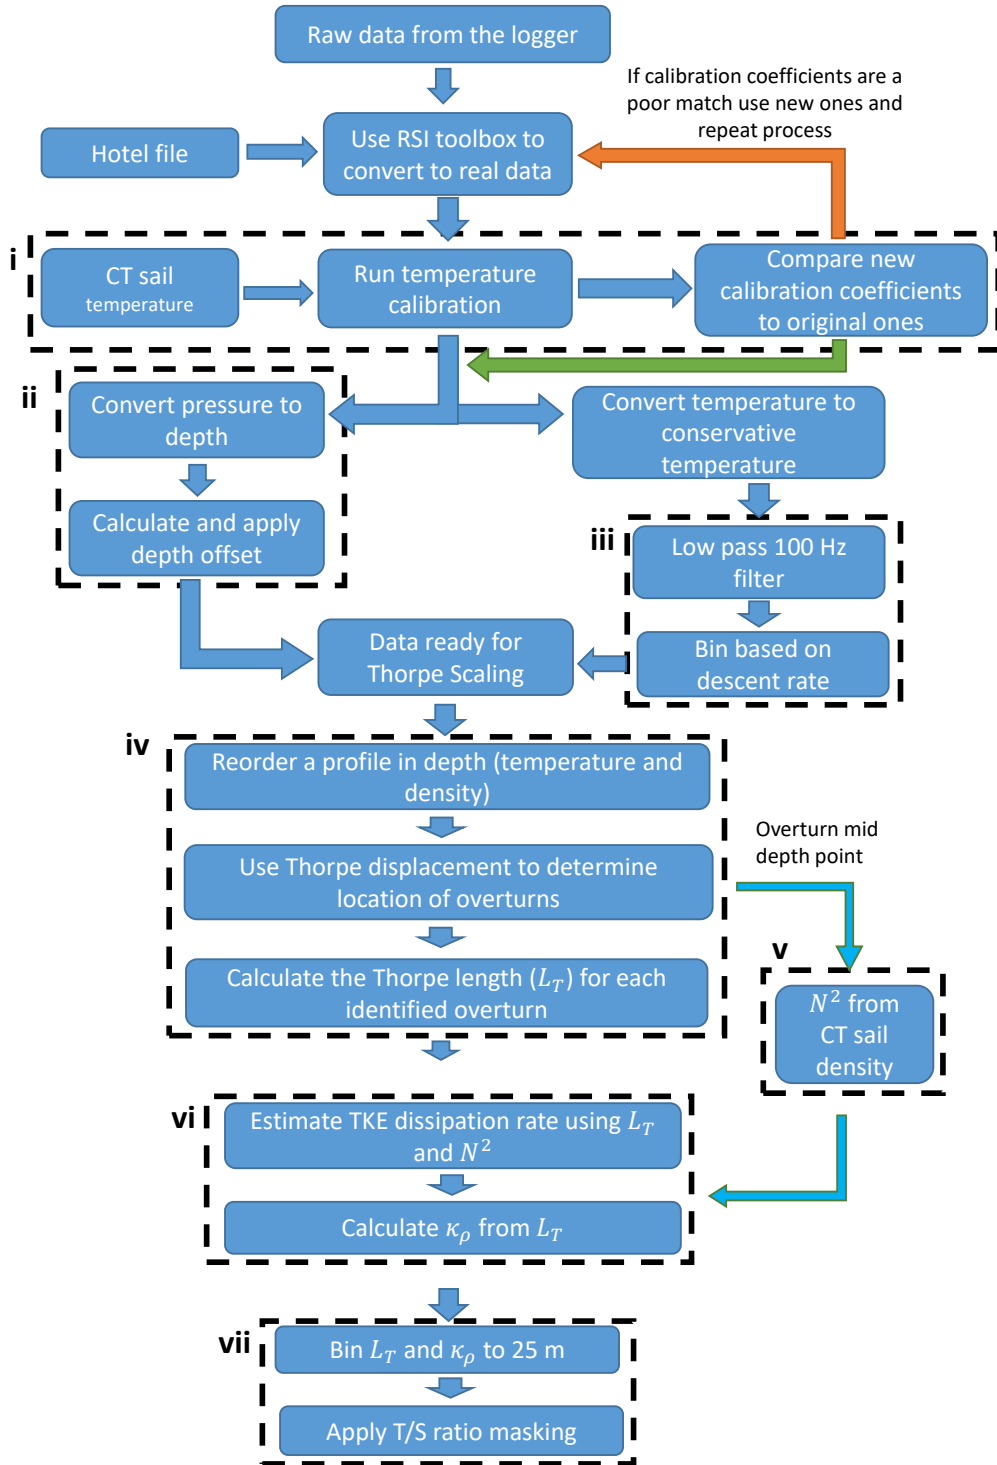 Raw data from the logger
If calibration coefficients are a
poor match use new ones and
repeat process
Hotel file
Use RSI toolbox to
convert to real data
i
CT sail
temperature
Run temperature
calibration
Compare new
calibration coefficients
to original ones
ii
Convert pressure to
depth
Convert temperature to
conservative
temperature
Calculate and apply
depth offset
iii
Low pass 100 Hz
filter
Data ready for
Thorpe Scaling
Bin based on
descent rate
iv
Reorder a profile in depth (temperature and
density)
Use Thorpe displacement to determine
location of overturns
Overturn mid
depth point
Calculate the Thorpe length (L_T) for each
identified overturn
v
N² from
CT sail
density
vi
Estimate TKE dissipation rate using L_T
and N²
Calculate κ_ρ from L_T
vii
Bin L_T and κ_ρ to 25 m
Apply T/S ratio masking